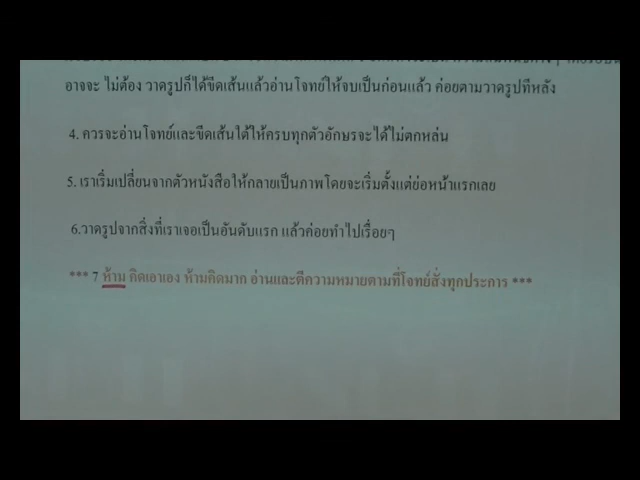 อาจจะ ไม่ต้อง วาดรูปก็ได้ขีดเส้นแล้วอ่านโจทย์ให้จบเป็นก่อนแล้ว ค่อยตามวาดรูปทีหลัง
4. ควรจะอ่านโจทย์และขีดเส้นใต้ให้ครบทุกตัวอักษรจะได้ไม่ตกหล่น
5. เราเริ่มเปลี่ยนจากตัวหนังสือให้กลายเป็นภาพโดยจะเริ่มตั้งแต่ย่อหน้าแรกเลย
6.วาดรูปจากสิ่งที่เราเจอเป็นอันดับแรก แล้วค่อยทำไปเรื่อยๆ
*** 7 ห้าม คิดเอาเอง ห้ามคิดมาก อ่านและตีความหมายตามที่โจทย์สั่งทุกประการ ***